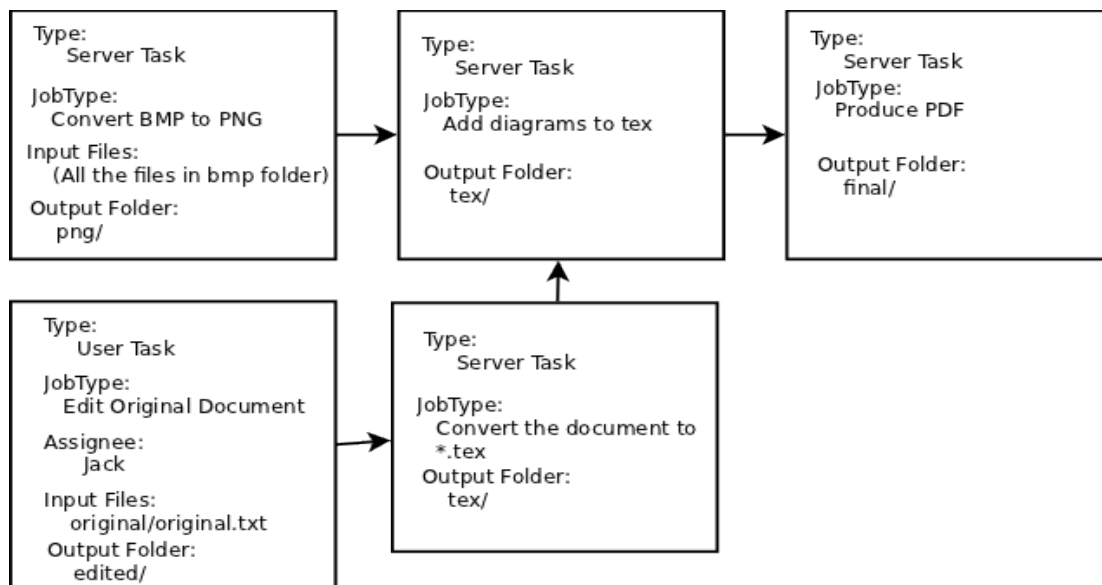 Type:
Server Task
JobType:
Convert BMP to PNG
Input Files:
(All the files in bmp folder)
Output Folder:
png/
Type:
Server Task
JobType:
Add diagrams to tex
Output Folder:
tex/
Type:
Server Task
JobType:
Produce PDF
Output Folder:
final/
Type:
User Task
JobType:
Edit Original Document
Assignee:
Jack
Input Files:
original/original.txt
Output Folder:
edited/
Type:
Server Task
JobType:
Convert the document to
*.tex
Output Folder:
tex/